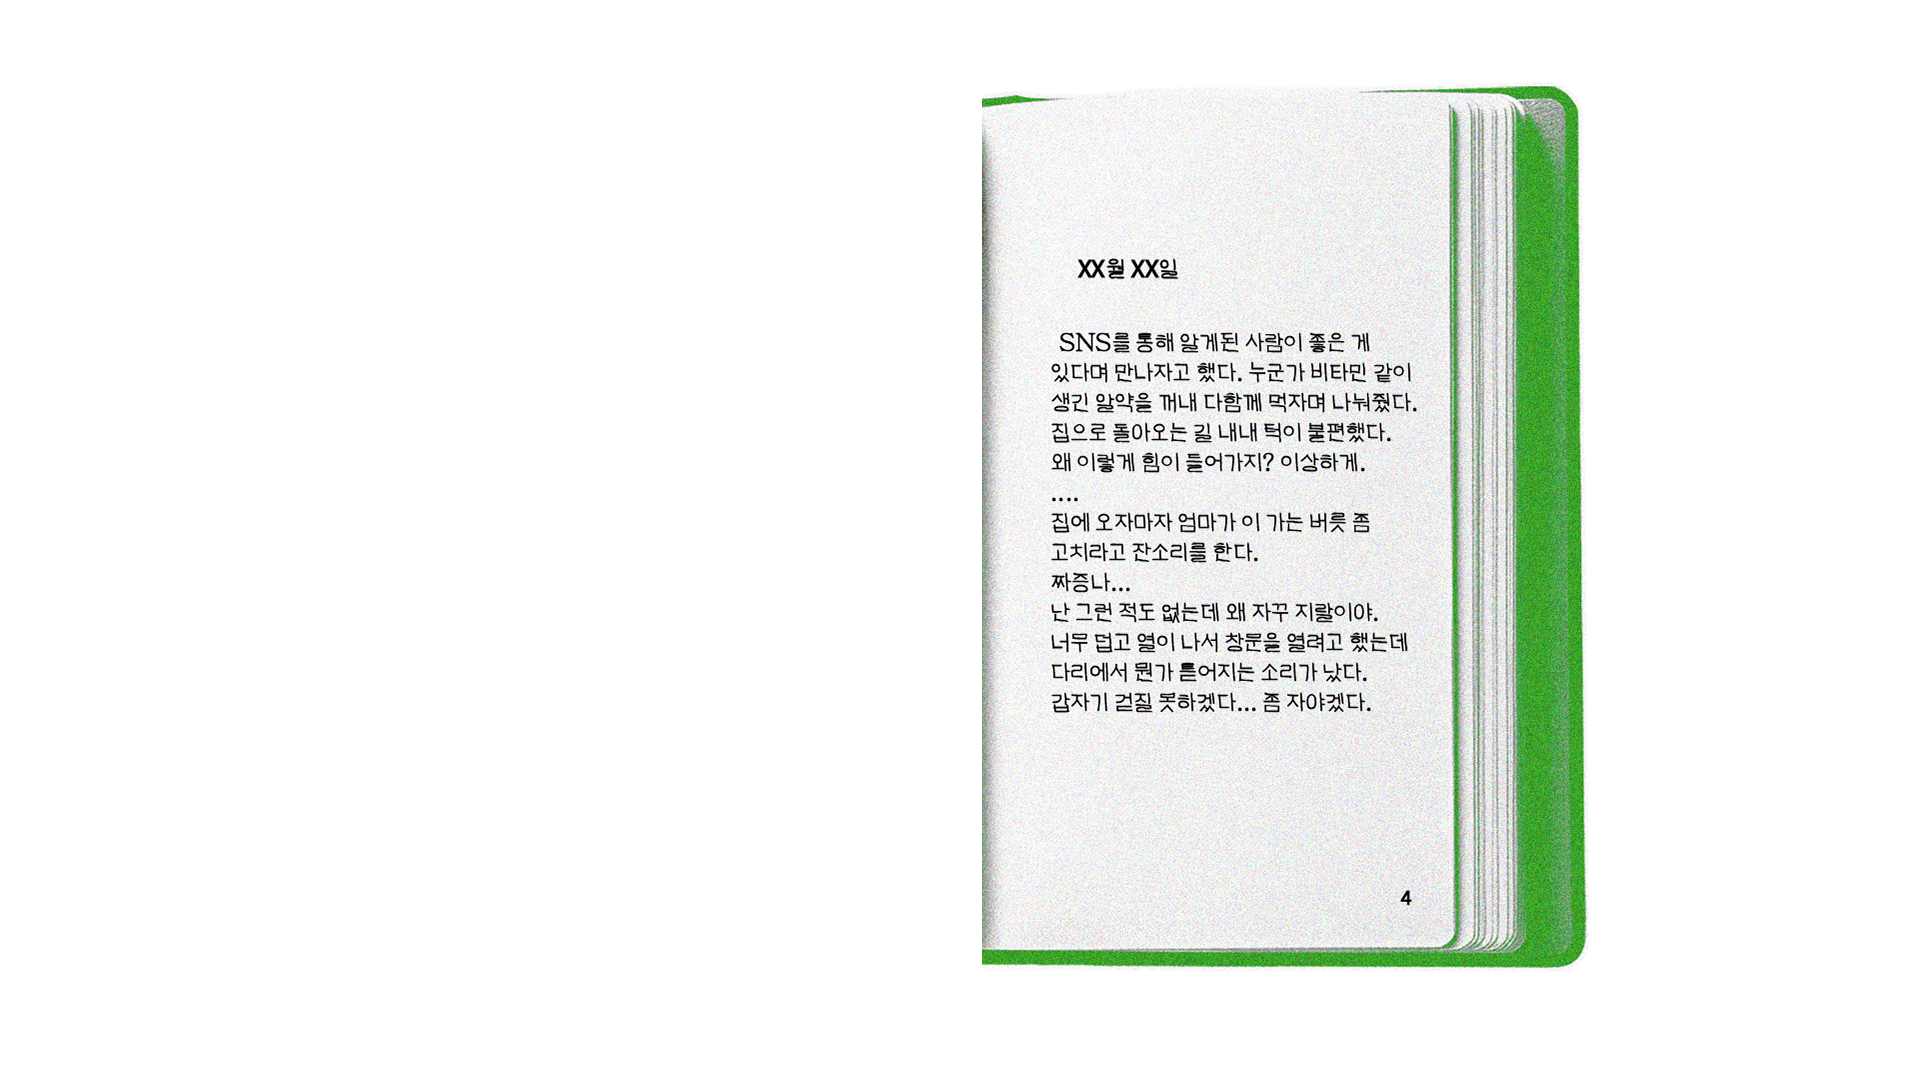 XX월 XX일
SNS를 통해 알게된 사람이 좋은 게
있다며 만나자고 했다. 누군가 비타민 같이
생긴 알약을 꺼내 다함께 먹자며 나눠줬다.
집으로 돌아오는 길 내내 턱이 불편했다.
왜 이렇게 힘이 들어가지? 이상하게.
....
집에 오자마자 엄마가 이 가는 버릇 좀
고치라고 잔소리를 한다.
짜증나...
난 그런 적도 없는데 왜 자꾸 지랄이야.
너무 덥고 열이 나서 창문을 열려고 했는데
다리에서 뭔가 뜯어지는 소리가 났다.
갑자기 걷질 못하겠다... 좀 자야겠다.
4